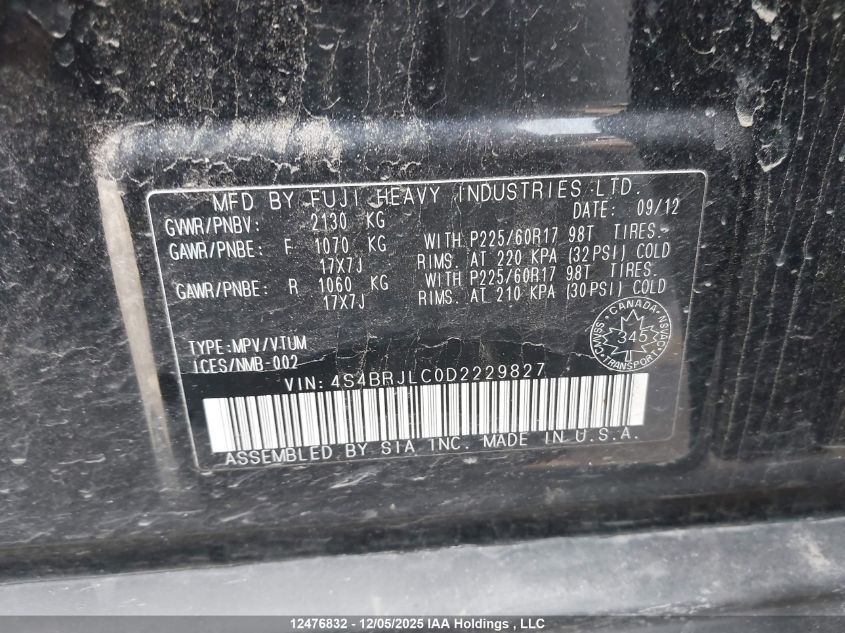 MFD BY FUJI HEAVY INDUSTRIES LTD.
DATE: 09/12
GVWR/PNBV: 2130 KG
GAWR/PNBE: F 1070 KG WITH P225/60R17 98T TIRES.
17X7J RIMS. AT 220 KPA (32PSI) COLD
GAWR/PNBE: R 1060 KG WITH P225/60R17 98T TIRES.
17X7J RIMS. AT 210 KPA (30PSI) COLD
TYPE:MPV/VTUM
ICES/NMB-002
CANADA
NSVAC
TRANSPORT
CMVSS
345
VIN: 4S4BRJLC0D2229827
ASSEMBLED BY SIA INC. MADE IN U.S.A.
12476832 - 12/05/2025 IAA Holdings , LLC